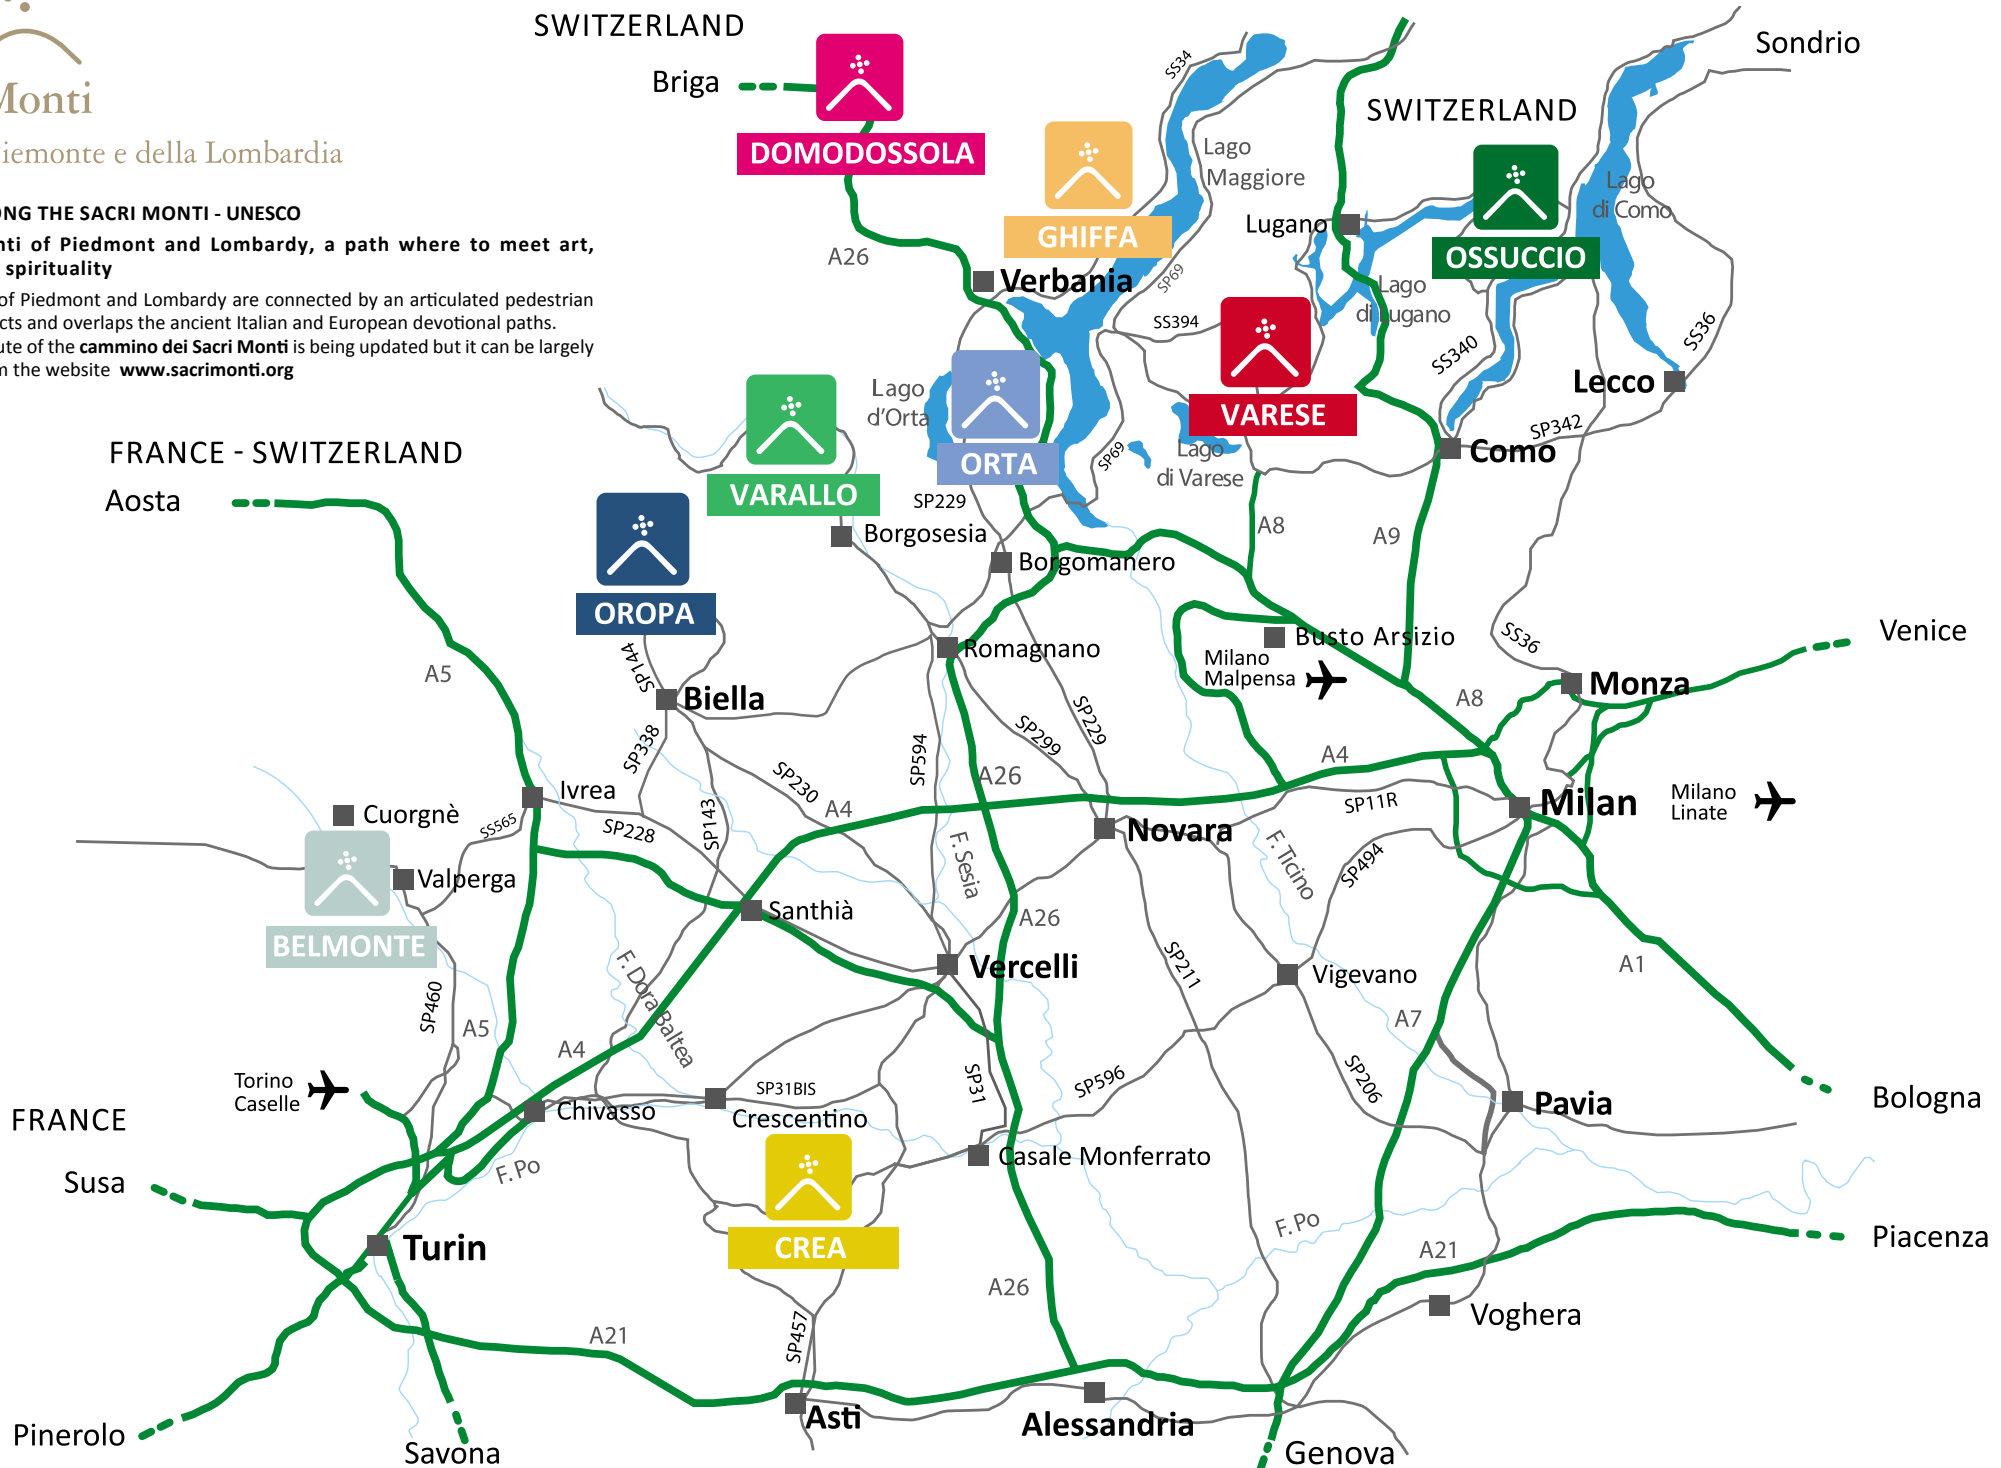 Monti
Piemonte e della Lombardia
ONG THE SACRI MONTI - UNESCO
nti of Piedmont and Lombardy, a path where to meet art,
spirituality
of Piedmont and Lombardy are connected by an articulated pedestrian
cts and overlaps the ancient Italian and European devotional paths.
ute of the cammino dei Sacri Monti is being updated but it can be largely
m the website www.sacrimonti.org
SWITZERLAND
Briga
DOMODOSSOLA
A26
GHIFFA
Verbania
SS34
Lago
Maggiore
SP69
SS394
SWITZERLAND
Sondrio
Lugano
OSSUCCIO
Lago
di Como
Lago
di Lugano
SS340
SS36
Lecco
SP342
Como
VARESE
Lago
di Varese
SP69
Lago
d'Orta
ORTA
VARALLO
SP229
Borgosesia
Borgomanero
A8
A9
FRANCE - SWITZERLAND
Aosta
OROPA
SP144
A5
Biella
Romagnano
Busto Arsizio
Milano
Malpensa
SS36
Venice
Monza
A8
SP338
SP594
SP299
SP229
A26
A4
Ivrea
SP230
A4
SP143
Cuorgnè
SS565
SP228
Novara
SP11R
Milan
Milano
Linate
Valperga
BELMONTE
Santhià
F. Sesia
F. Ticino
SP494
A26
Vercelli
SP211
Vigevano
A1
F. Dora Baltea
SP460
A5
A4
A7
Torino
Caselle
SP31BIS
SP31
SP596
SP206
Chivasso
Crescentino
Pavia
Bologna
FRANCE
Casale Monferrato
Susa
F. Po
CREA
F. Po
Turin
A21
Piacenza
A26
Voghera
A21
SP457
Asti
Alessandria
Pinerolo
Savona
Genova